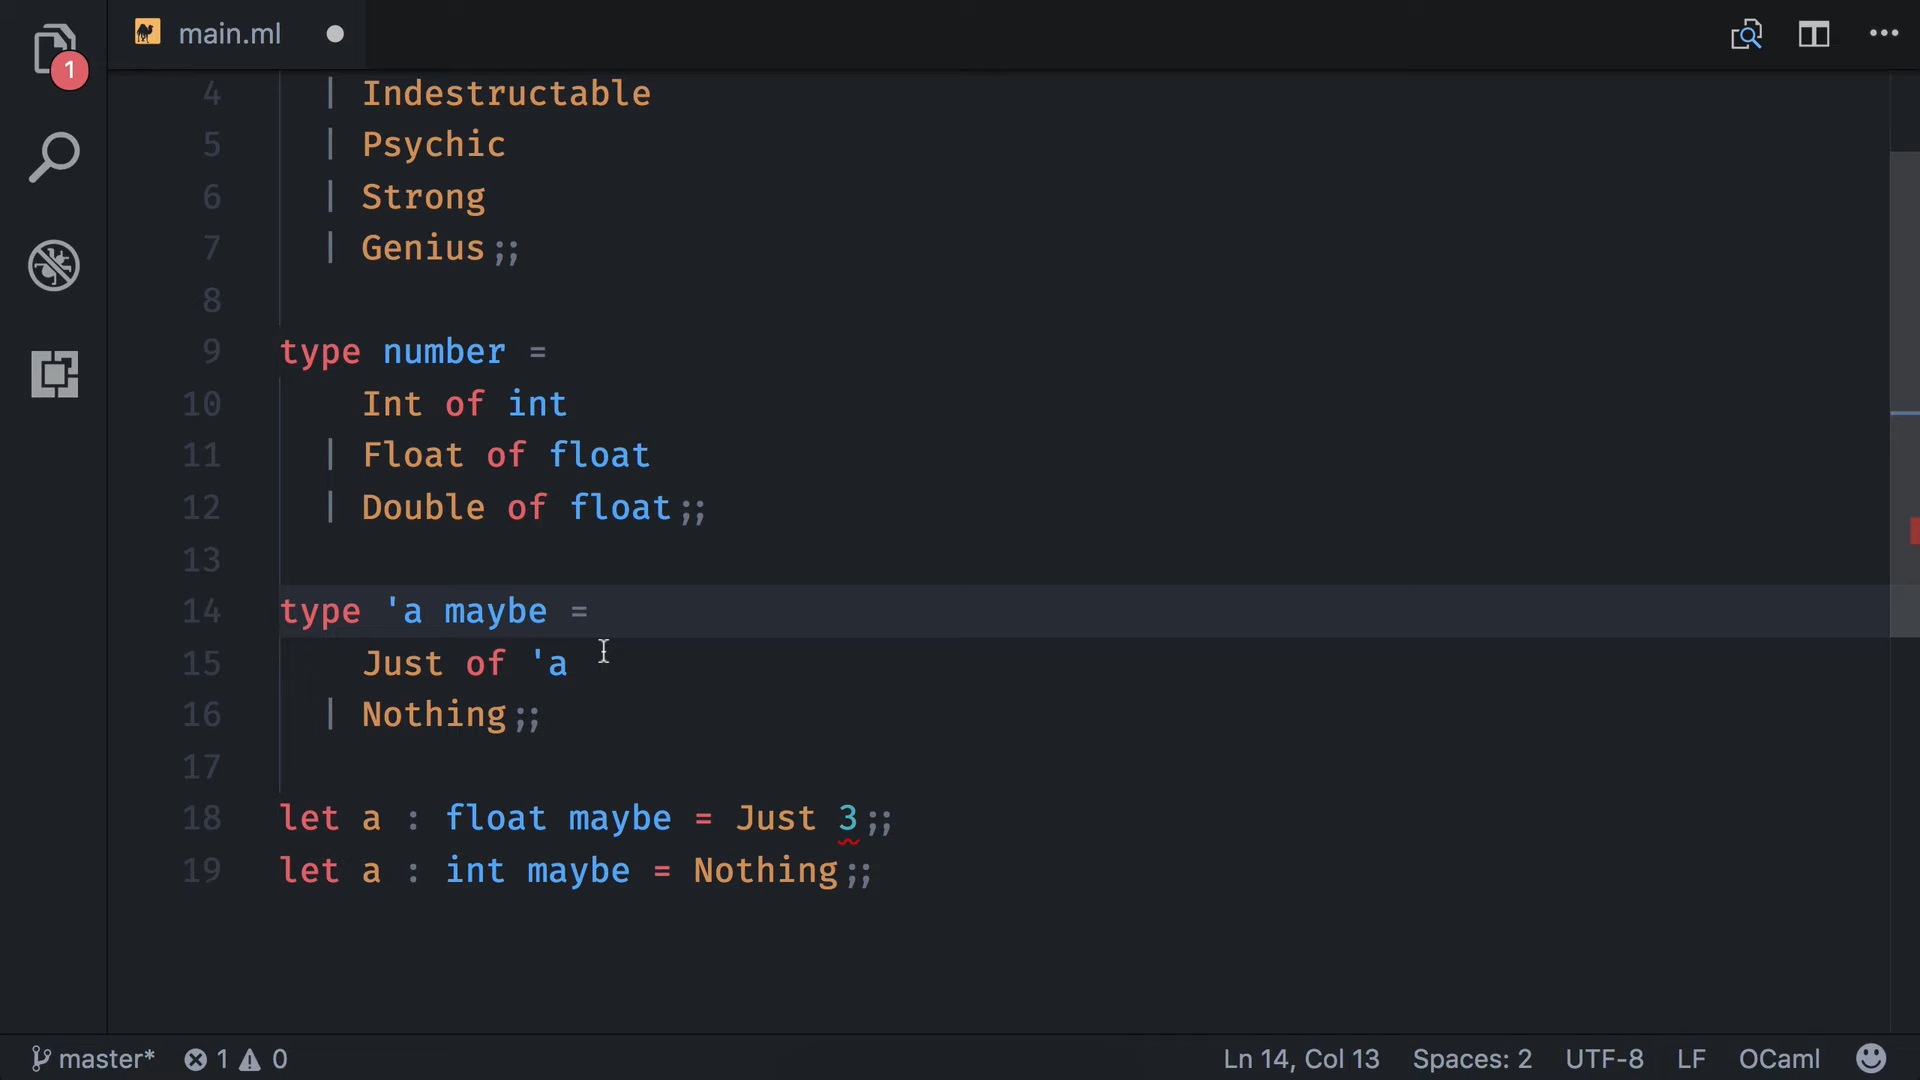 main.ml
1
4 | Indestructable
5 | Psychic
6 | Strong
7 | Genius;;
8
9 type number =
10 Int of int
11 | Float of float
12 | Double of float;;
13
14 type 'a maybe =
15 Just of 'a
16 | Nothing;;
17
18 let a : float maybe = Just 3;;
19 let a : int maybe = Nothing;;
master* 1 0 Ln 14, Col 13 Spaces: 2 UTF-8 LF OCaml